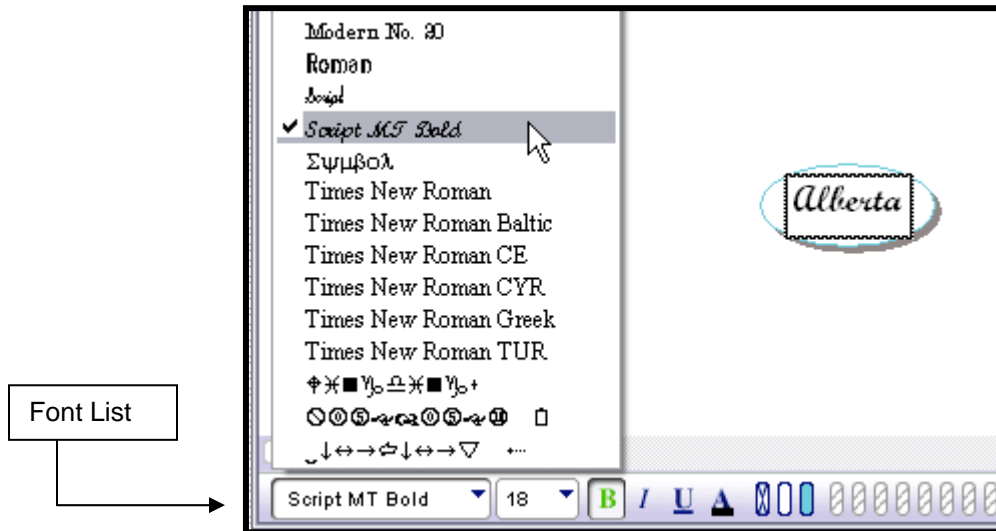 Modern No. 20
Roman
Script
Script MT Bold
Σψμβολ
Times New Roman
Times New Roman Baltic
Times New Roman CE
Times New Roman CYR
Times New Roman Greek
Times New Roman TUR
Alberta
Font List
Script MT Bold 18 B I U A